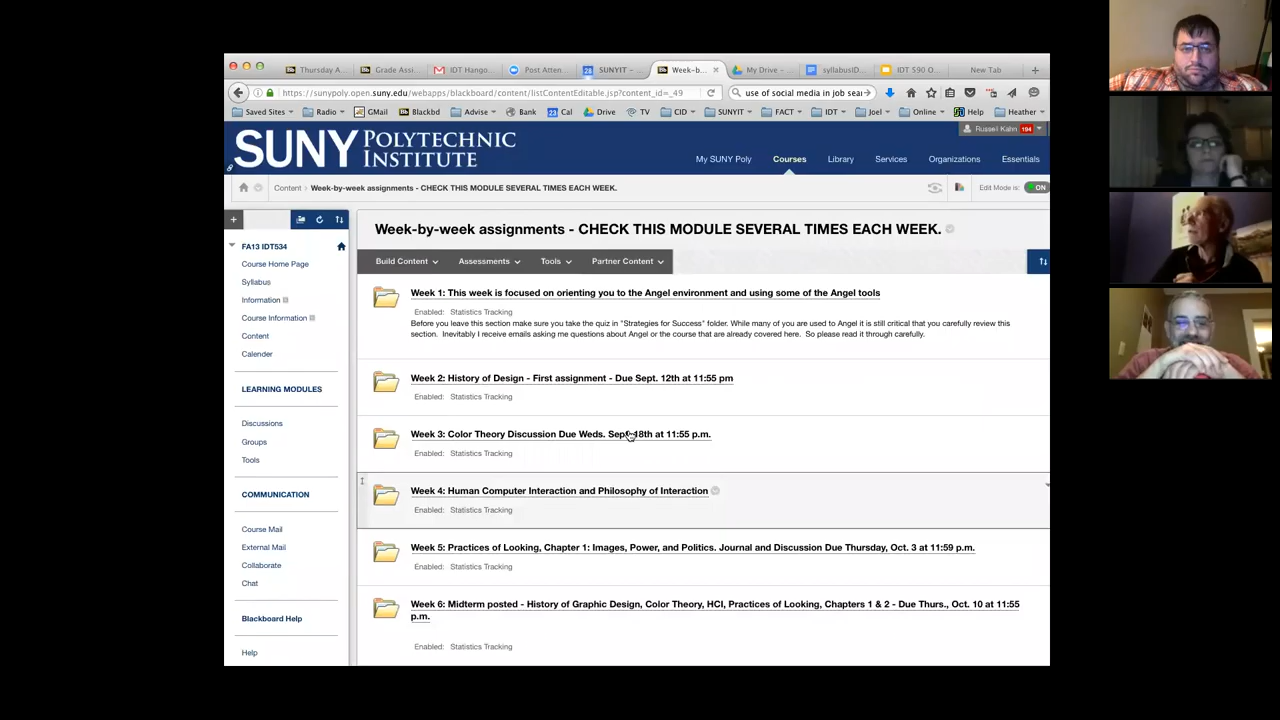 Thursday A...
Grade Assi...
IDT Hango...
Post Atten...
SUNYIT – ...
Week-b...
My Drive – ...
syllabusID...
IDT 590 O...
New Tab
https://sunypoly.open.suny.edu/webapps/blackboard/content/listContentEditable.jsp?content_id=_49
use of social media in job sear
Saved Sites
Radio
GMail
Blackbd
Advise
Bank
Cal
Drive
TV
CID
SUNYIT
FACT
IDT
Joel
Online
Help
Heather
SUNY POLYTECHNIC INSTITUTE
Russell Kahn 194
My SUNY Poly
Courses
Library
Services
Organizations
Essentials
Content
Week-by-week assignments - CHECK THIS MODULE SEVERAL TIMES EACH WEEK.
Edit Mode is: ON
FA13 IDT534
Course Home Page
Syllabus
Information
Course Information
Content
Calender
LEARNING MODULES
Discussions
Groups
Tools
COMMUNICATION
Course Mail
External Mail
Collaborate
Chat
Blackboard Help
Help
Week-by-week assignments - CHECK THIS MODULE SEVERAL TIMES EACH WEEK.
Build Content
Assessments
Tools
Partner Content
Week 1: This week is focused on orienting you to the Angel environment and using some of the Angel tools
Enabled: Statistics Tracking
Before you leave this section make sure you take the quiz in "Strategies for Success" folder. While many of you are used to Angel it is still critical that you carefully review this
section. Inevitably I receive emails asking me questions about Angel or the course that are already covered here. So please read it through carefully.
Week 2: History of Design - First assignment - Due Sept. 12th at 11:55 pm
Enabled: Statistics Tracking
Week 3: Color Theory Discussion Due Weds. Sept 18th at 11:55 p.m.
Enabled: Statistics Tracking
Week 4: Human Computer Interaction and Philosophy of Interaction
Enabled: Statistics Tracking
Week 5: Practices of Looking, Chapter 1: Images, Power, and Politics. Journal and Discussion Due Thursday, Oct. 3 at 11:59 p.m.
Enabled: Statistics Tracking
Week 6: Midterm posted - History of Graphic Design, Color Theory, HCI, Practices of Looking, Chapters 1 & 2 - Due Thurs., Oct. 10 at 11:55
p.m.
Enabled: Statistics Tracking